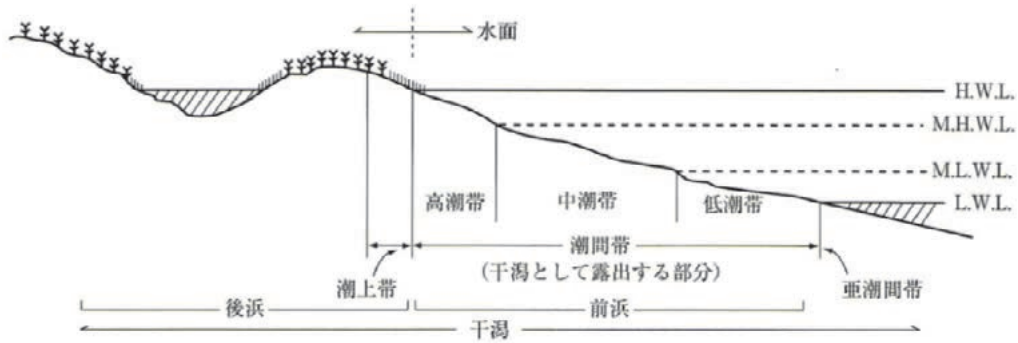 水面
H.W.L.
M.H.W.L.
M.L.W.L.
L.W.L.
高潮帯
中潮帯
低潮帯
潮間帯
(干潟として露出する部分)
潮上帯
亜潮間帯
後浜
前浜
干潟